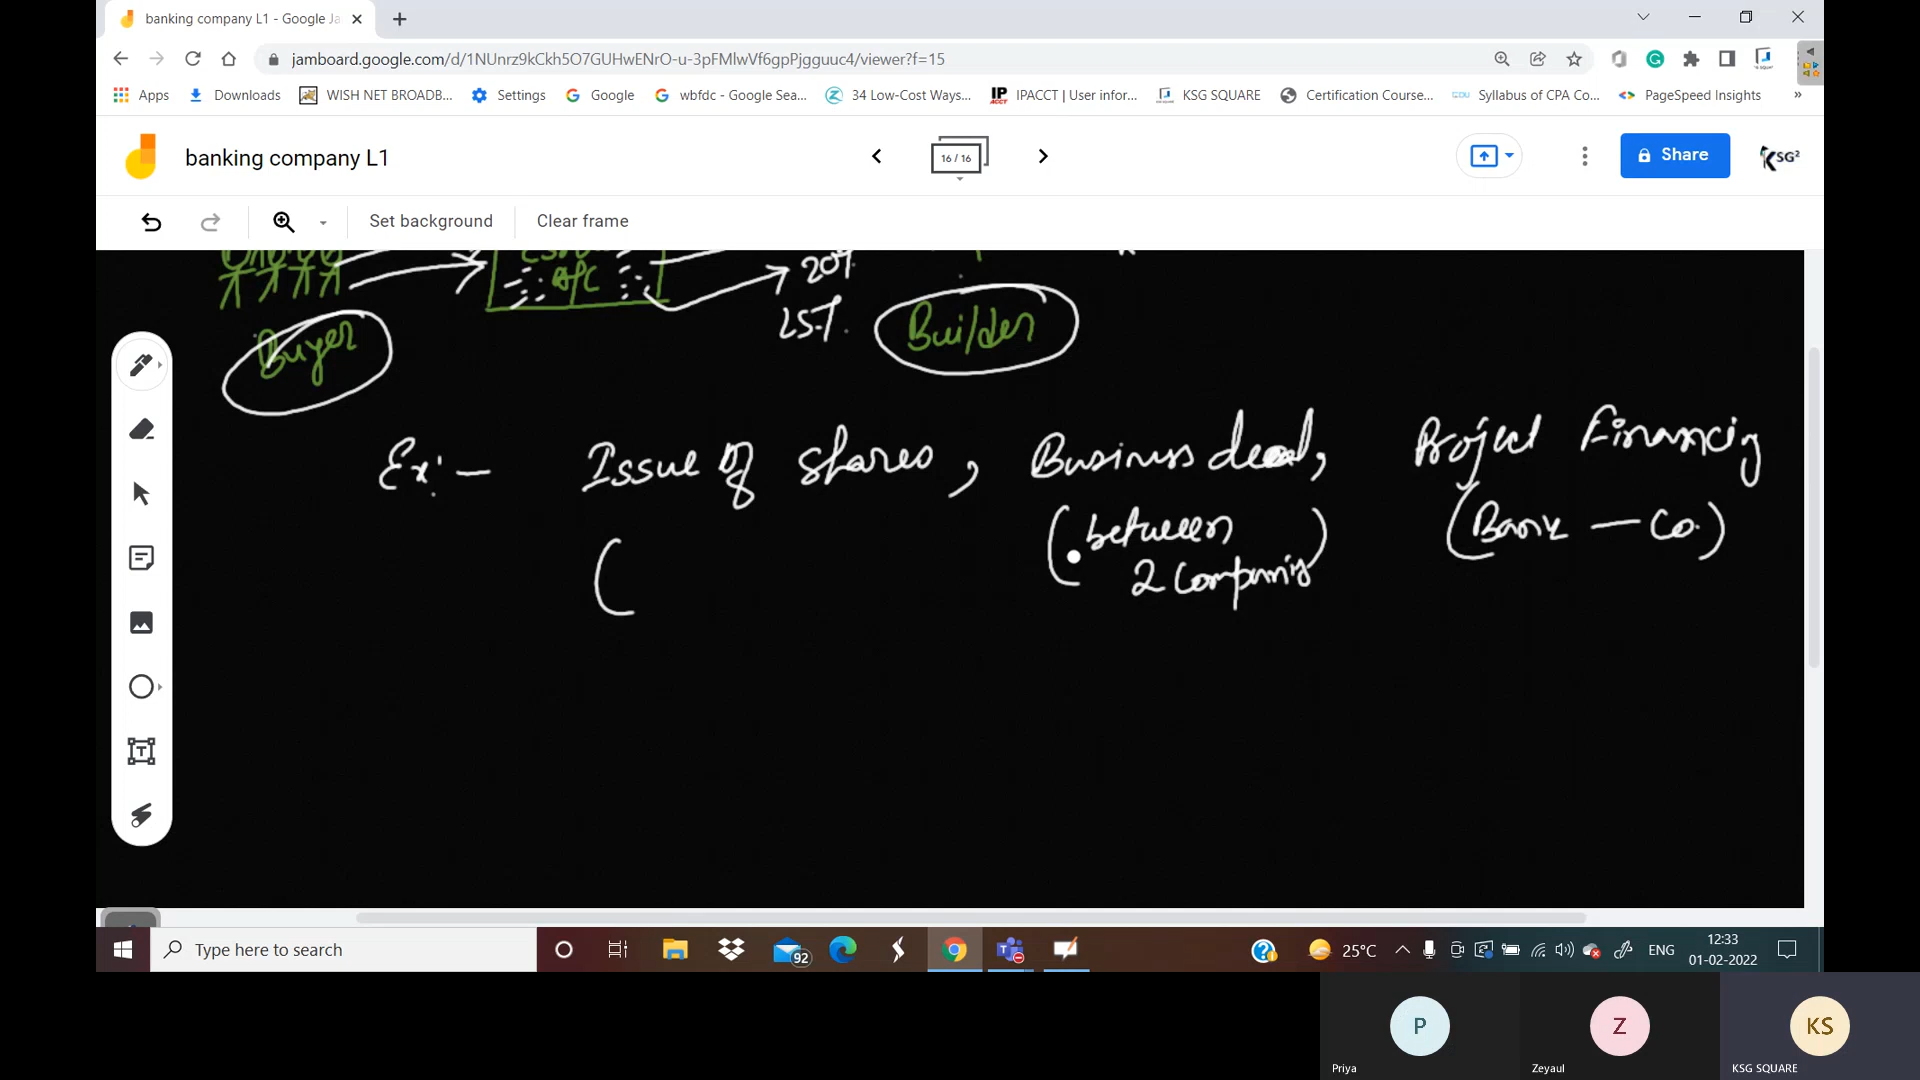 banking company L1 - Google Ja
jamboard.google.com/d/1NUnrz9kCkh5O7GUHwENrO-u-3pFMlwVf6gpPjgguuc4/viewer?f=15
Apps Downloads WISH NET BROADB... Settings Google wbfdc - Google Sea... 34 Low-Cost Ways... IPACCT | User infor... KSG SQUARE Certification Course... Syllabus of CPA Co... PageSpeed Insights »
banking company L1
16 / 16
Share
KSG²
Set background Clear frame
A/C 20%
25%.
Buyer Builder
Ex:- Issue of shares, Business deal, Project Financing
( (between 2 Companies) (Bank — Co.)
Type here to search
92
25°C
ENG
12:33
01-02-2022
P Z KS
Priya Zeyaul KSG SQUARE